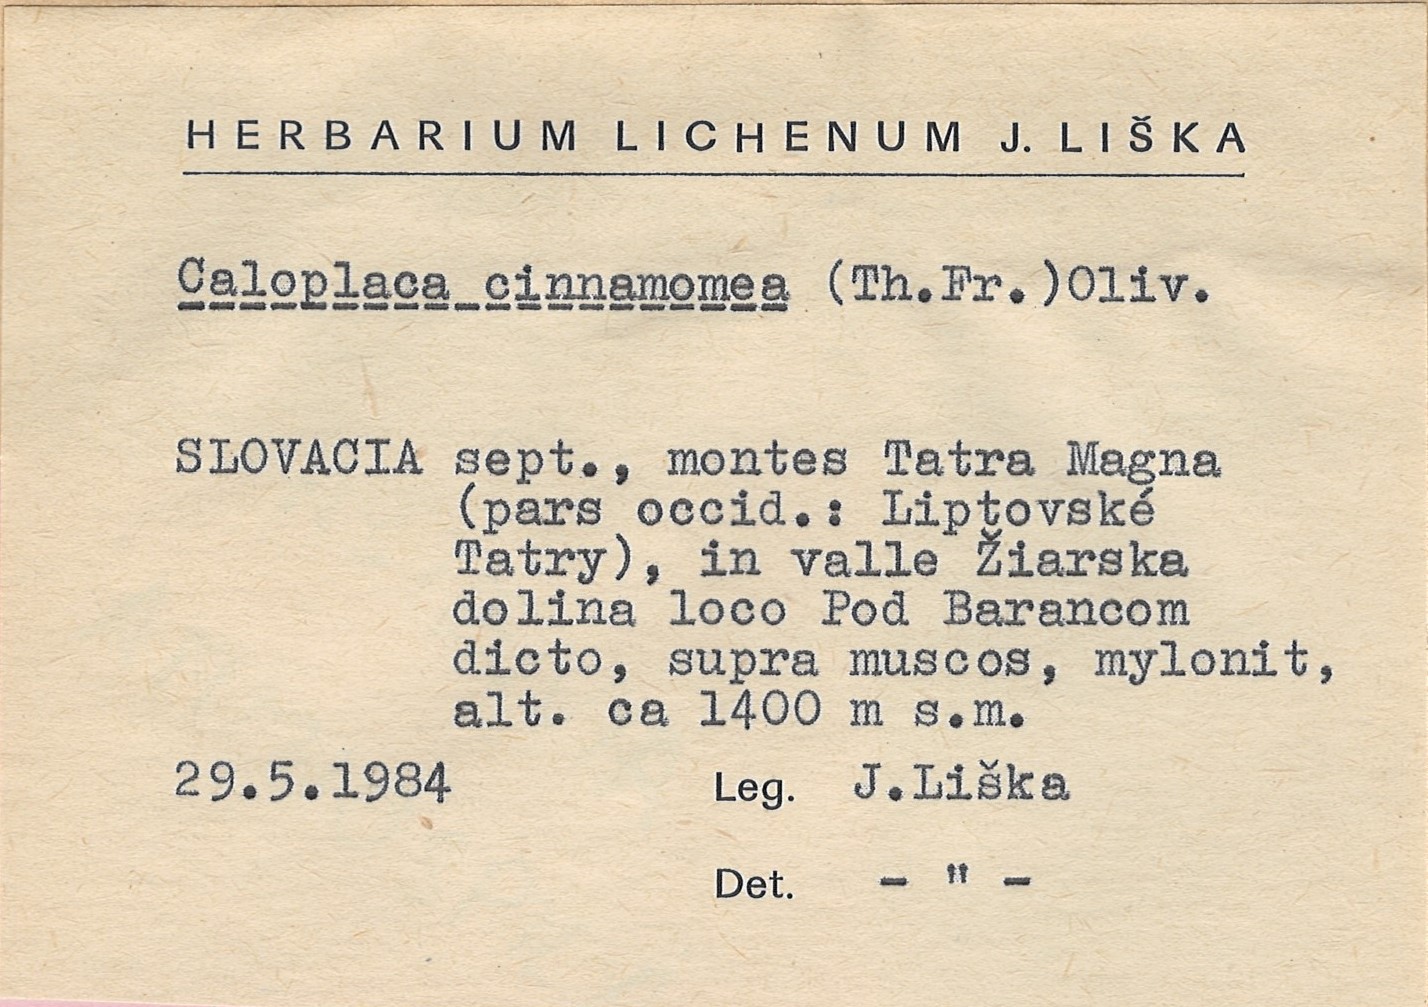 HERBARIUM LICHENUM J. LIŠKA
Caloplaca cinnamomea (Th.Fr.)Oliv.
SLOVACIA sept., montes Tatra Magna
(pars occid.: Liptovské
Tatry), in valle Žiarska
dolina loco Pod Barancom
dicto, supra muscos, mylonit,
alt. ca 1400 m s.m.
29.5.1984 Leg. J.Liška
Det. - " -